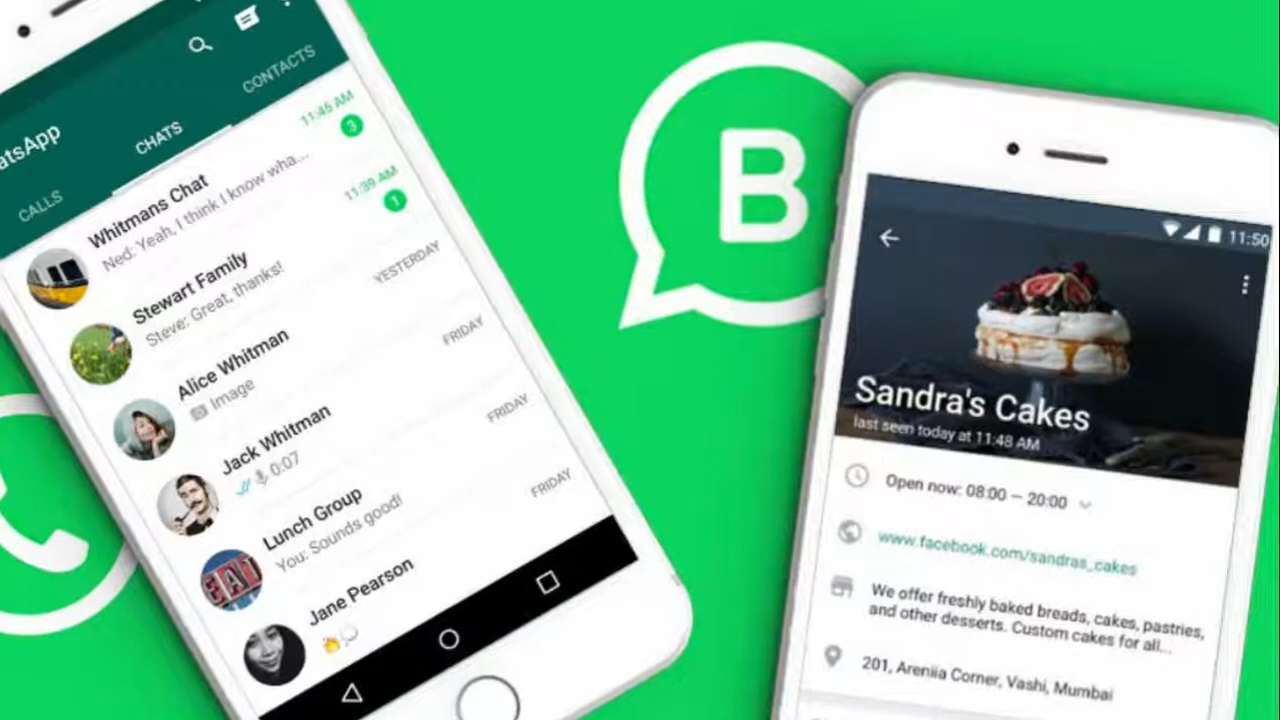 atsApp
CALLS
CHATS
CONTACTS
Whitmans Chat
11:45 AM
Ned: Yeah, I think I know wha...
3
Stewart Family
11:39 AM
Steve: Great, thanks!
1
Alice Whitman
YESTERDAY
Image
Jack Whitman
FRIDAY
0:07
Lunch Group
FRIDAY
You: Sounds good!
EAT
Jane Pearson
FRIDAY
B
11:50
Sandra's Cakes
last seen today at 11:48 AM
Open now: 08:00 – 20:00
www.facebook.com/sandras_cakes
We offer freshly baked breads, cakes, pastries,
and other desserts. Custom cakes for all...
201, Areniia Corner, Vashi, Mumbai